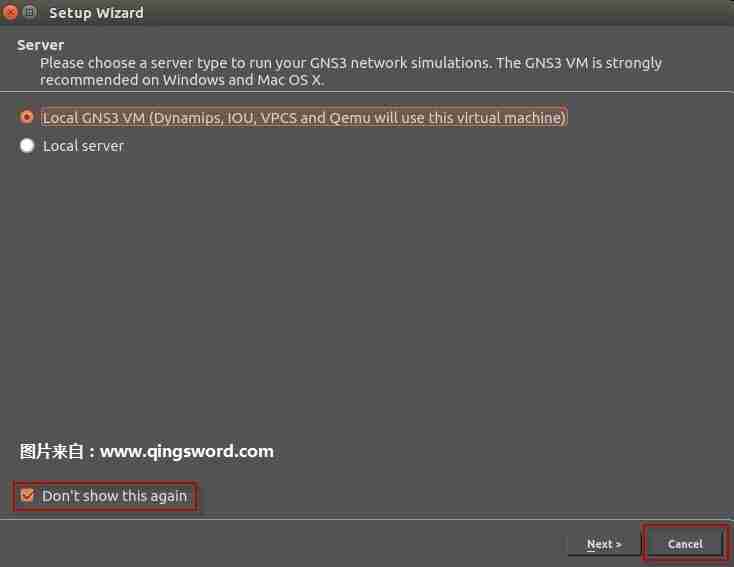 Setup Wizard
Server
Please choose a server type to run your GNS3 network simulations. The GNS3 VM is strongly
recommended on Windows and Mac OS X.
Local GNS3 VM (Dynamips, IOU, VPCS and Qemu will use this virtual machine)
Local server
图片来自：www.qingsword.com
Don't show this again
Next >
Cancel